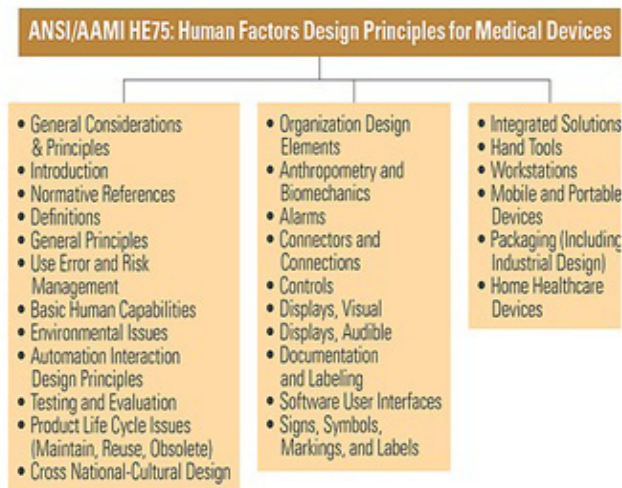 ANSI/AAMI HE75: Human Factors Design Principles for Medical Devices
• General Considerations
& Principles
• Introduction
• Normative References
• Definitions
• General Principles
• Use Error and Risk
Management
• Basic Human Capabilities
• Environmental Issues
• Automation Interaction
Design Principles
• Testing and Evaluation
• Product Life Cycle Issues
(Maintain, Reuse, Obsolete)
• Cross National-Cultural Design
• Organization Design
Elements
• Anthropometry and
Biomechanics
• Alarms
• Connectors and
Connections
• Controls
• Displays, Visual
• Displays, Audible
• Documentation
and Labeling
• Software User Interfaces
• Signs, Symbols,
Markings, and Labels
• Integrated Solutions
• Hand Tools
• Workstations
• Mobile and Portable
Devices
• Packaging (Including
Industrial Design)
• Home Healthcare
Devices